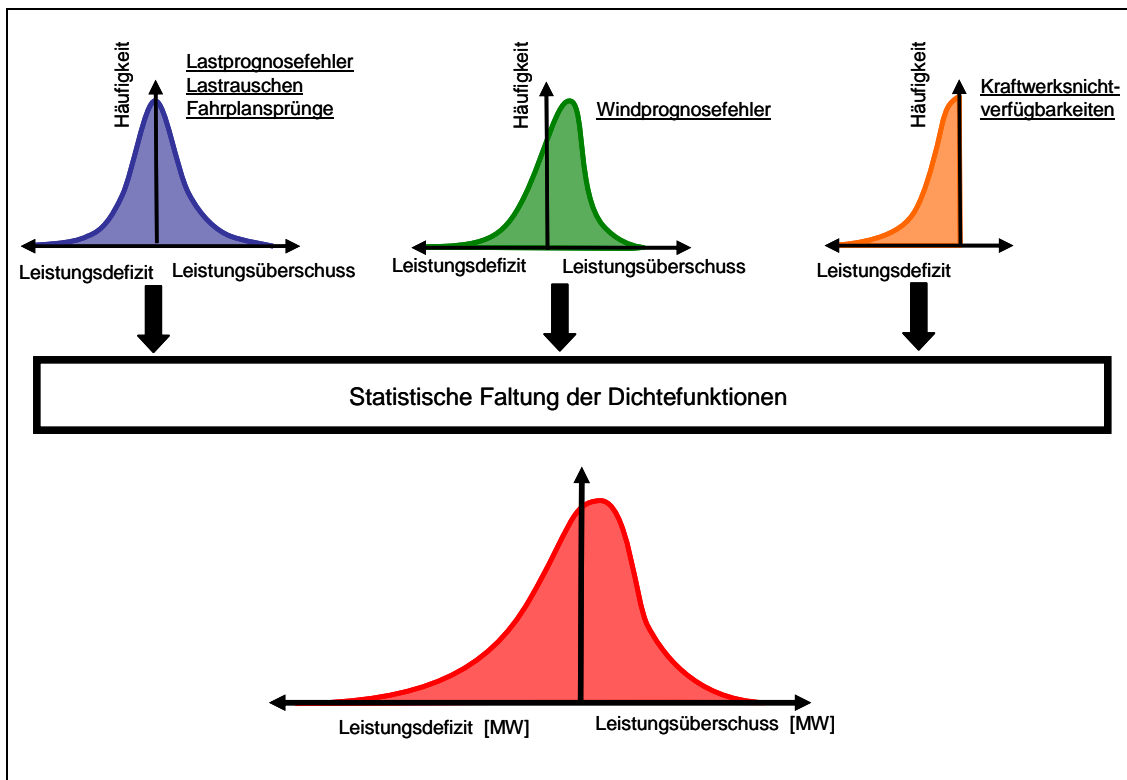 Häufigkeit
Lastprognosefehler
Lastrauschen
Fahrplansprünge
Leistungsdefizit
Leistungsüberschuss
Häufigkeit
Windprognosefehler
Leistungsdefizit
Leistungsüberschuss
Häufigkeit
Kraftwerksnicht-
verfügbarkeiten
Leistungsdefizit
Statistische Faltung der Dichtefunktionen
Leistungsdefizit [MW]
Leistungsüberschuss [MW]